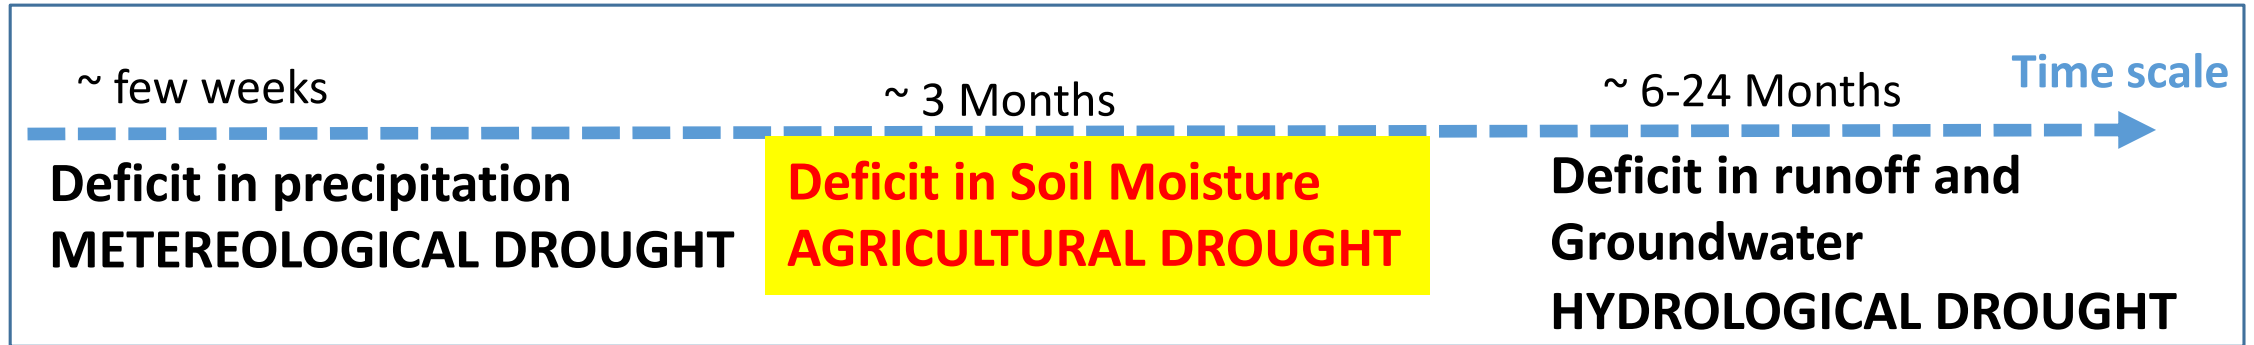 ~ few weeks
~ 3 Months
~ 6-24 Months
Time scale
Deficit in precipitation
METEREOLOGICAL DROUGHT
Deficit in Soil Moisture
AGRICULTURAL DROUGHT
Deficit in runoff and
Groundwater
HYDROLOGICAL DROUGHT